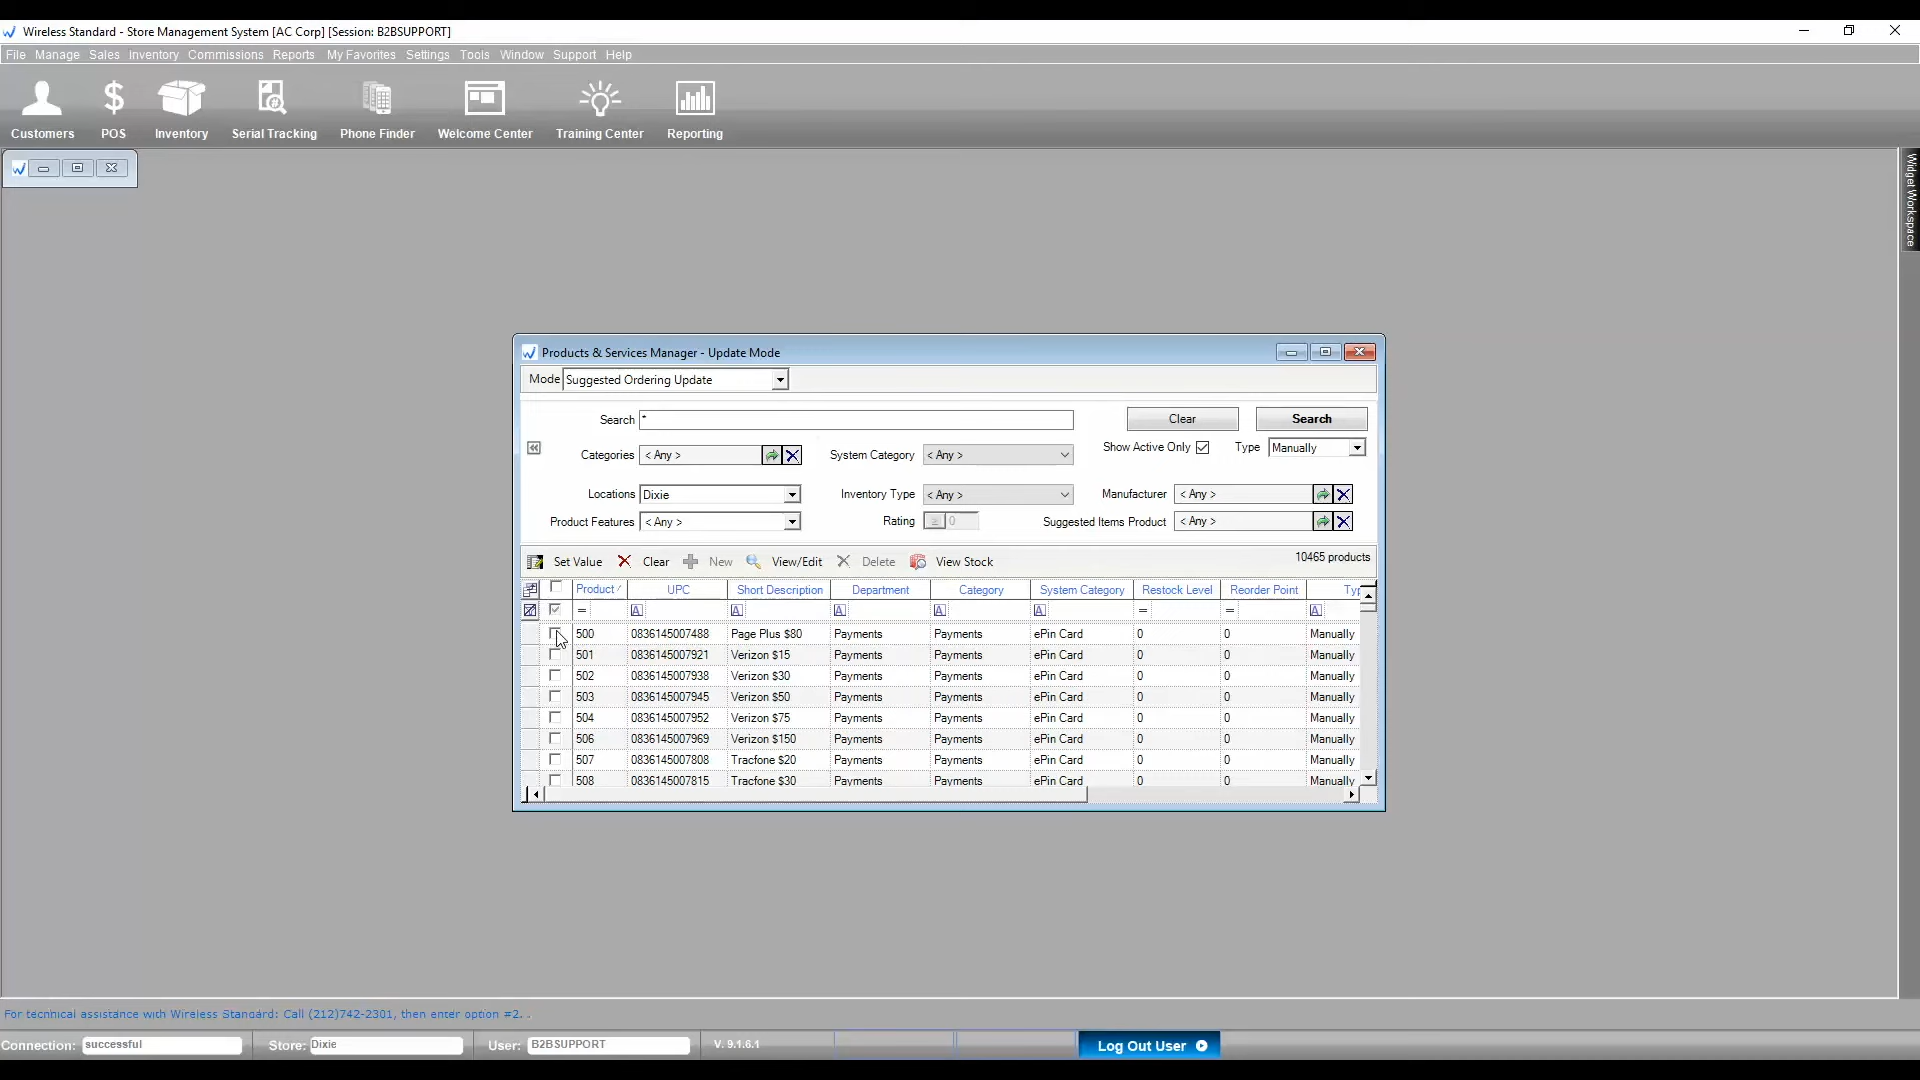 Wireless Standard - Store Management System [AC Corp] [Session: B2BSUPPORT]
File Manage Sales Inventory Commissions Reports My Favorites Settings Tools Window Support Help
Customers POS Inventory Serial Tracking Phone Finder Welcome Center Training Center Reporting
Widget Workspace
Products & Services Manager - Update Mode
Mode Suggested Ordering Update
Search * Clear Search
Show Active Only Type Manually
Categories < Any > System Category < Any >
Locations Dixie Inventory Type < Any > Manufacturer < Any >
Product Features < Any > Rating 0 Suggested Items Product < Any >
Set Value Clear New View/Edit Delete View Stock 10465 products
Product UPC Short Description Department Category System Category Restock Level Reorder Point Typ
= A A A A A = = A
500 0836145007488 Page Plus $80 Payments Payments ePin Card 0 0 Manually
501 0836145007921 Verizon $15 Payments Payments ePin Card 0 0 Manually
502 0836145007938 Verizon $30 Payments Payments ePin Card 0 0 Manually
503 0836145007945 Verizon $50 Payments Payments ePin Card 0 0 Manually
504 0836145007952 Verizon $75 Payments Payments ePin Card 0 0 Manually
506 0836145007969 Verizon $150 Payments Payments ePin Card 0 0 Manually
507 0836145007808 Tracfone $20 Payments Payments ePin Card 0 0 Manually
508 0836145007815 Tracfone $30 Payments Payments ePin Card 0 0 Manually
For technical assistance with Wireless Standard: Call (212)742-2301, then enter option #2. .
Connection: successful Store: Dixie User: B2BSUPPORT V. 9.1.6.1 Log Out User